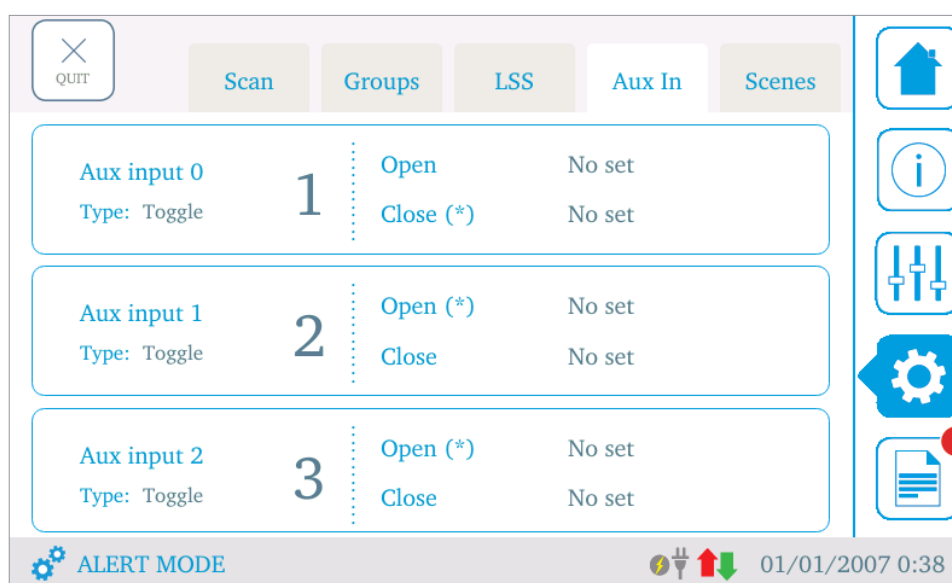 QUIT
Scan Groups LSS Aux In Scenes
Aux input 0
Type: Toggle
1
Open No set
Close (*) No set
Aux input 1
Type: Toggle
2
Open (*) No set
Close No set
Aux input 2
Type: Toggle
3
Open (*) No set
Close No set
ALERT MODE
01/01/2007 0:38